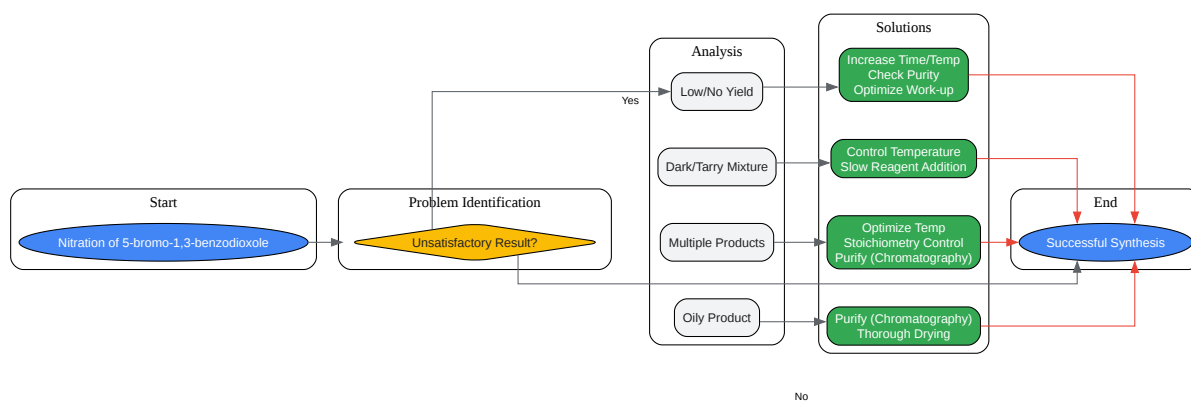 Start
Nitration of 5-bromo-1,3-benzodioxole
Problem Identification
Unsatisfactory Result?
Yes
No
Analysis
Low/No Yield
Dark/Tarry Mixture
Multiple Products
Oily Product
Solutions
Increase Time/Temp
Check Purity
Optimize Work-up
Control Temperature
Slow Reagent Addition
Optimize Temp
Stoichiometry Control
Purify (Chromatography)
Purify (Chromatography)
Thorough Drying
End
Successful Synthesis